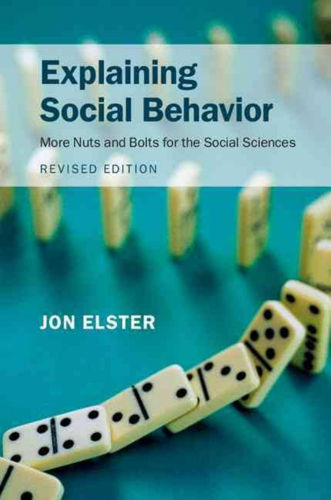 Explaining
Social Behavior
More Nuts and Bolts for the Social Sciences
REVISED EDITION
JON ELSTER